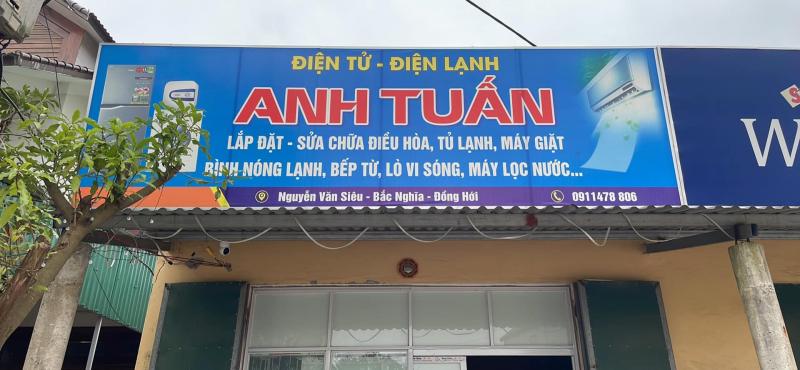 ĐIỆN TỬ - ĐIỆN LẠNH
ANH TUẤN
LẮP ĐẶT - SỬA CHỮA ĐIỀU HÒA, TỦ LẠNH, MÁY GIẶT
BÌNH NÓNG LẠNH, BẾP TỪ, LÒ VI SÓNG, MÁY LỌC NƯỚC...
Nguyễn Văn Siêu - Bắc Nghĩa - Đồng Hới
0911478 806
W